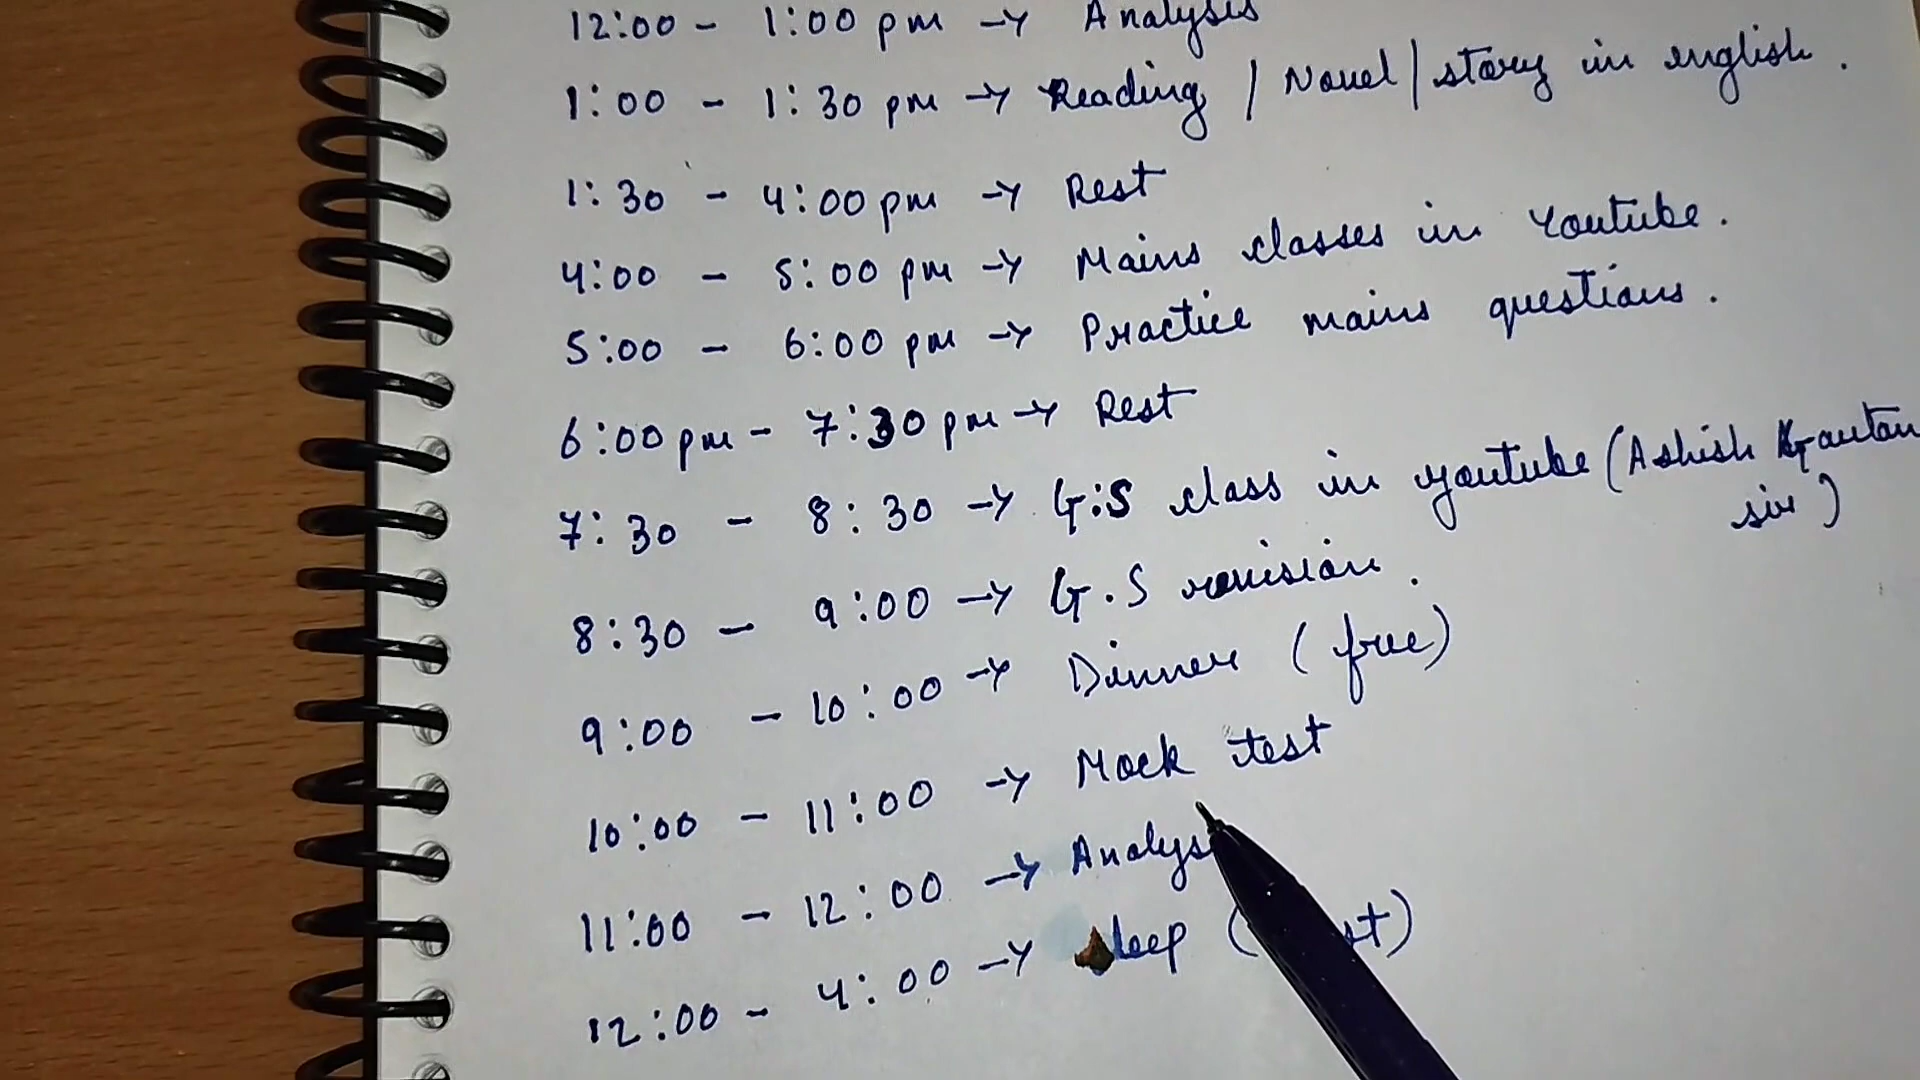 12:00 - 1:00 pm → Analysis
1:00 - 1:30 pm → Reading / Novel / story in english.
1:30 - 4:00 pm → Rest
4:00 - 5:00 pm → Mains classes in Youtube.
5:00 - 6:00 pm → Practice mains questions.
6:00 pm - 7:30 pm → Rest
7:30 - 8:30 → G.S class in youtube (Ashish Gautam
sir)
8:30 - 9:00 → G.S revision.
9:00 - 10:00 → Dinner (free)
10:00 - 11:00 → Mock test
11:00 - 12:00 →
12:00 - 4:00 →